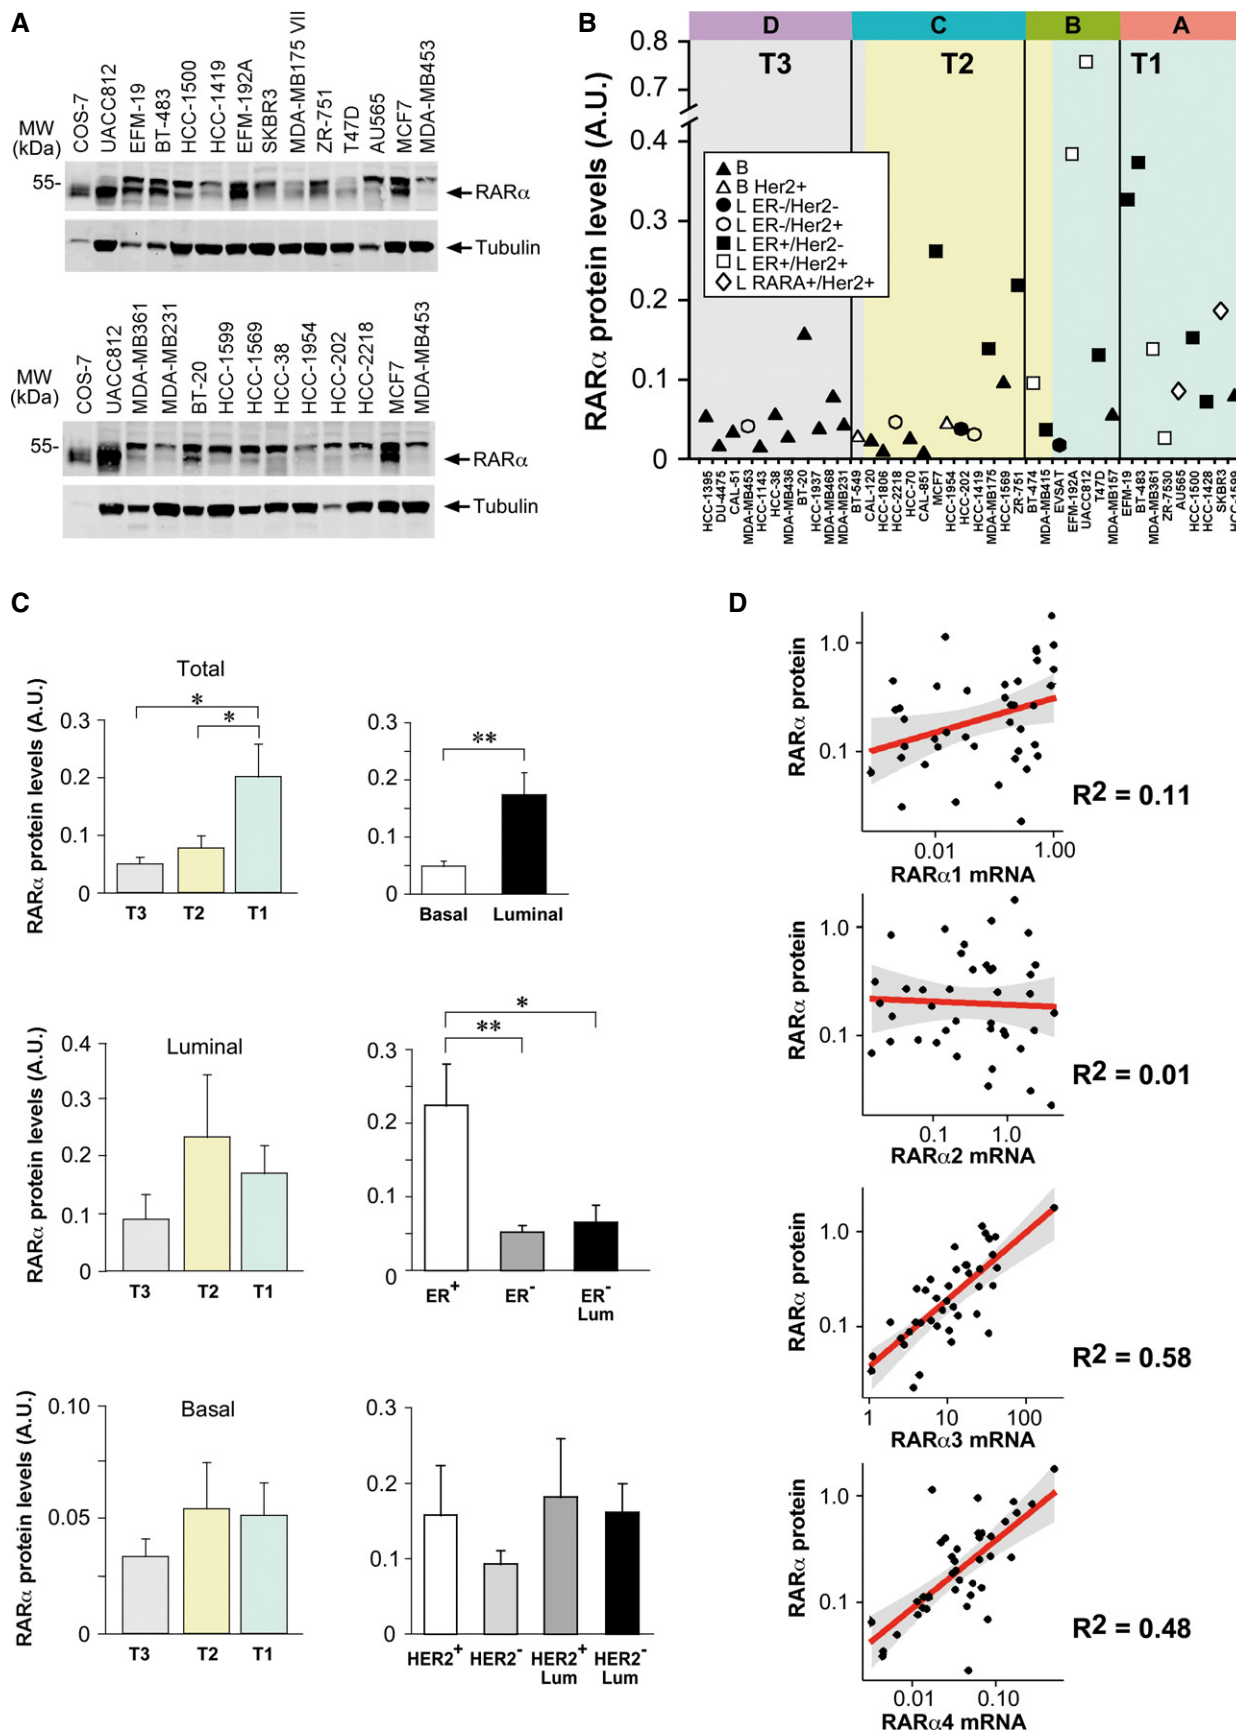 A
MW
(kDa)
COS-7
UACC812
EFM-19
BT-483
HCC-1500
HCC-1419
EFM-192A
SKBR3
MDA-MB175 VII
ZR-751
T47D
AU565
MCF7
MDA-MB453
55-
RARα
Tubulin
MW
(kDa)
COS-7
UACC812
MDA-MB361
MDA-MB231
BT-20
HCC-1599
HCC-1569
HCC-38
HCC-1954
HCC-202
HCC-2218
MCF7
MDA-MB453
55-
RARα
Tubulin
B
D
C
B
A
T3
T2
T1
RARα protein levels (A.U.)
0.8
0.7
0.4
0.3
0.2
0.1
0
B
B Her2+
L ER-/Her2-
L ER-/Her2+
L ER+/Her2-
L ER+/Her2+
L RARA+/Her2+
HCC-1395
DU-4475
CAL-51
MDA-MB453
HCC-1143
HCC-38
MDA-MB436
BT-20
HCC-1937
MDA-MB468
MDA-MB231
BT-549
CAL-120
HCC-1806
HCC-2218
HCC-70
CAL-851
MCF7
HCC-1954
HCC-202
HCC-1419
MDA-MB175
HCC-1569
ZR-751
BT-474
MDA-MB415
EVSAT
EFM-192A
UACC812
T47D
MDA-MB157
EFM-19
BT-483
MDA-MB361
ZR-7530
AU565
HCC-1500
HCC-1428
SKBR3
HCC-1599
C
Total
RARα protein levels (A.U.)
0.3
0.2
0.1
0
*
*
T3
T2
T1
0.3
0.2
0.1
0
**
Basal
Luminal
Luminal
RARα protein levels (A.U.)
0.4
0.3
0.2
0.1
0
T3
T2
T1
0.3
0.2
0.1
0
*
**
ER+
ER-
ER-
Lum
Basal
RARα protein levels (A.U.)
0.10
0.05
0
T3
T2
T1
0.3
0.2
0.1
0
HER2+
HER2-
HER2+
Lum
HER2-
Lum
D
RARα protein
1.0
0.1
0.01
1.00
RARα1 mRNA
R2 = 0.11
RARα protein
1.0
0.1
0.1
1.0
RARα2 mRNA
R2 = 0.01
RARα protein
1.0
0.1
1
10
100
RARα3 mRNA
R2 = 0.58
RARα protein
1.0
0.1
0.01
0.10
RARα4 mRNA
R2 = 0.48